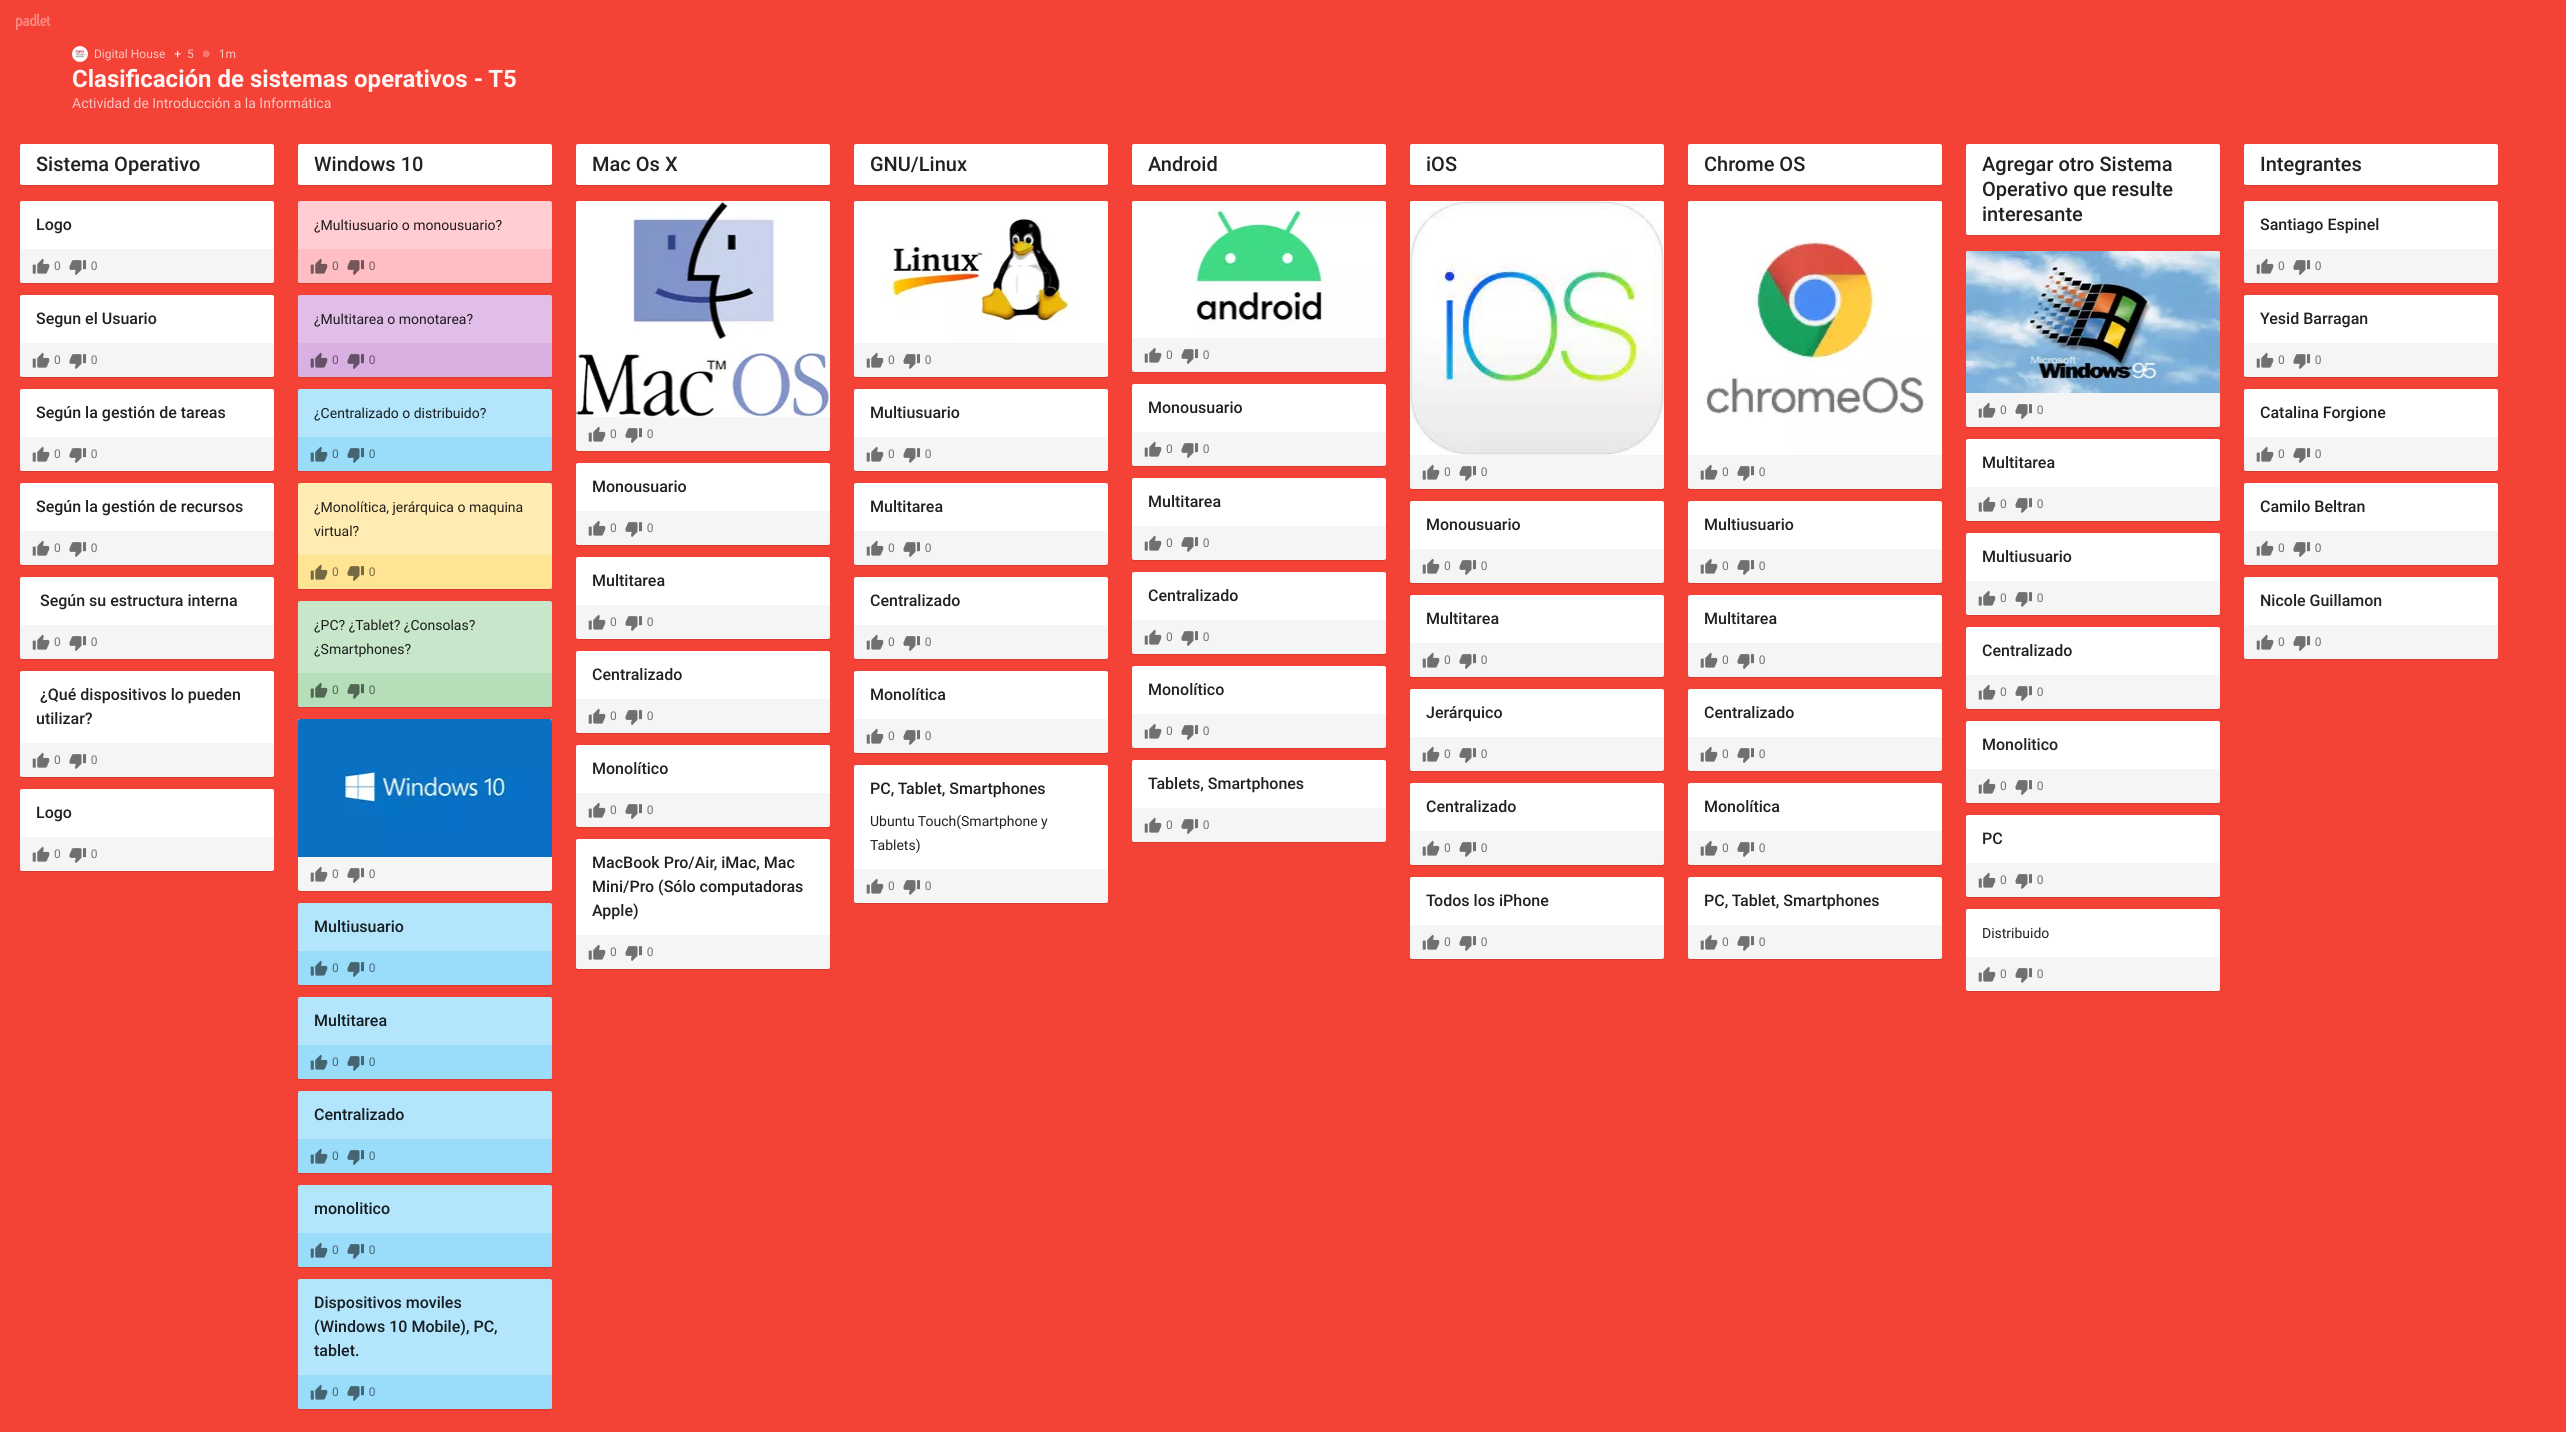 padlet
Digital House + 5 1m
Clasificación de sistemas operativos - T5
Actividad de Introducción a la Informática
Sistema Operativo
Logo
0 0
Segun el Usuario
0 0
Según la gestión de tareas
0 0
Según la gestión de recursos
0 0
Según su estructura interna
0 0
¿Qué dispositivos lo pueden
utilizar?
0 0
Logo
0 0
Windows 10
¿Multiusuario o monousuario?
0 0
¿Multitarea o monotarea?
0 0
¿Centralizado o distribuido?
0 0
¿Monolítica, jerárquica o maquina
virtual?
0 0
¿PC? ¿Tablet? ¿Consolas?
¿Smartphones?
0 0
Windows 10
0 0
Multiusuario
0 0
Multitarea
0 0
Centralizado
0 0
monolitico
0 0
Dispositivos moviles
(Windows 10 Mobile), PC,
tablet.
0 0
Mac Os X
Mac™ OS
0 0
Monousuario
0 0
Multitarea
0 0
Centralizado
0 0
Monolítico
0 0
MacBook Pro/Air, iMac, Mac
Mini/Pro (Sólo computadoras
Apple)
0 0
GNU/Linux
Linux™
0 0
Multiusuario
0 0
Multitarea
0 0
Centralizado
0 0
Monolítica
0 0
PC, Tablet, Smartphones
Ubuntu Touch(Smartphone y
Tablets)
0 0
Android
android
0 0
Monousuario
0 0
Multitarea
0 0
Centralizado
0 0
Monolítico
0 0
Tablets, Smartphones
0 0
iOS
iOS
0 0
Monousuario
0 0
Multitarea
0 0
Jerárquico
0 0
Centralizado
0 0
Todos los iPhone
0 0
Chrome OS
chromeOS
0 0
Multiusuario
0 0
Multitarea
0 0
Centralizado
0 0
Monolítica
0 0
PC, Tablet, Smartphones
0 0
Agregar otro Sistema
Operativo que resulte
interesante
Microsoft
Windows 95
0 0
Multitarea
0 0
Multiusuario
0 0
Centralizado
0 0
Monolitico
0 0
PC
0 0
Distribuido
0 0
Integrantes
Santiago Espinel
0 0
Yesid Barragan
0 0
Catalina Forgione
0 0
Camilo Beltran
0 0
Nicole Guillamon
0 0